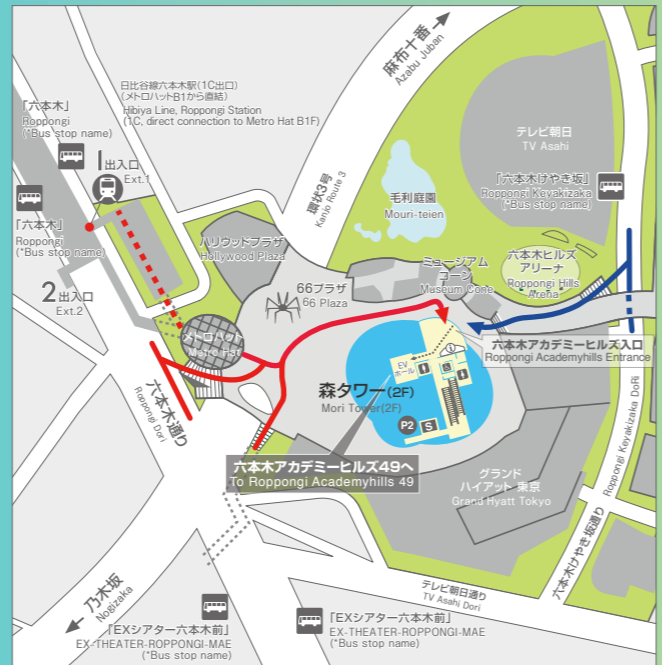 麻布十番
Azabu Juban
日比谷線六本木駅(1C出口)
(メトロハットB1から直結)
Hibiya Line, Roppongi Station
(1C, direct connection to Metro Hat B1F)
「六本木」
Roppongi
(*Bus stop name)
1出入口
Ext.1
「六本木」
Roppongi
(*Bus stop name)
2出入口
Ext.2
環状3号
Kanjo Route 3
テレビ朝日
TV Asahi
「六本木けやき坂」
Roppongi Keyakizaka
(*Bus stop name)
毛利庭園
Mouri-teien
ハリウッドプラザ
Hollywood Plaza
66プラザ
66 Plaza
ミュージアム
コーン
Museum Cone
六本木ヒルズ
アリーナ
Roppongi Hills
Arena
メトロハット
Metro Hat
六本木アカデミーヒルズ入口
Roppongi Academyhills Entrance
EV
ホール
森タワー(2F)
Mori Tower(2F)
P2
S
六本木通り
Roppongi Dori
六本木アカデミーヒルズ49へ
To Roppongi Academyhills 49
グランド
ハイアット 東京
Grand Hyatt Tokyo
六本木けやき坂通り
Roppongi Keyakizaka DoRi
テレビ朝日通り
TV Asahi Dori
乃木坂
Nogizaka
「EXシアター六本木前」
EX-THEATER-ROPPONGI-MAE
(*Bus stop name)
「EXシアター六本木前」
EX-THEATER-ROPPONGI-MAE
(*Bus stop name)